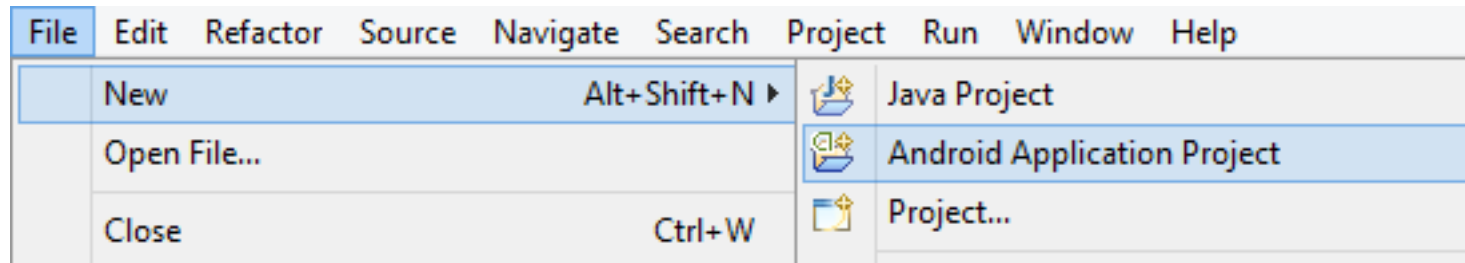 File Edit Refactor Source Navigate Search Project Run Window Help
New Alt+Shift+N Java Project
Open File... Android Application Project
Close Ctrl+W Project...